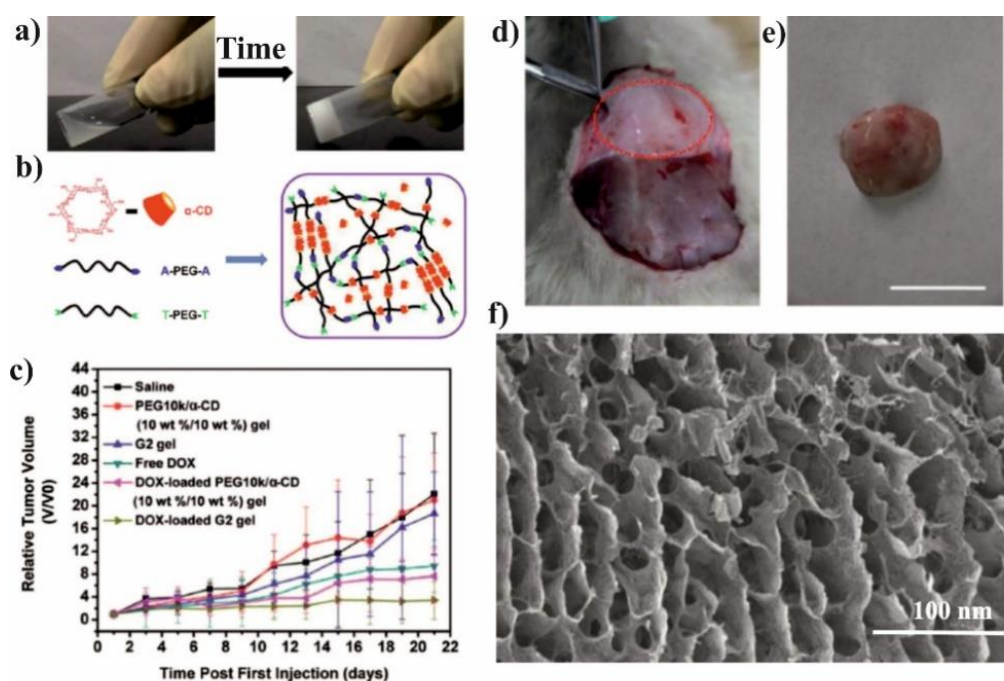 a)
Time
b)
α-CD
A-PEG-A
T-PEG-T
c)
Relative Tumor Volume
(V/V0)
44
40
36
32
28
24
20
16
12
8
4
0
Saline
PEG10k/α-CD
(10 wt %/10 wt %) gel
G2 gel
Free DOX
DOX-loaded PEG10k/α-CD
(10 wt %/10 wt %) gel
DOX-loaded G2 gel
0 2 4 6 8 10 12 14 16 18 20 22
Time Post First Injection (days)
d)
e)
f)
100 nm